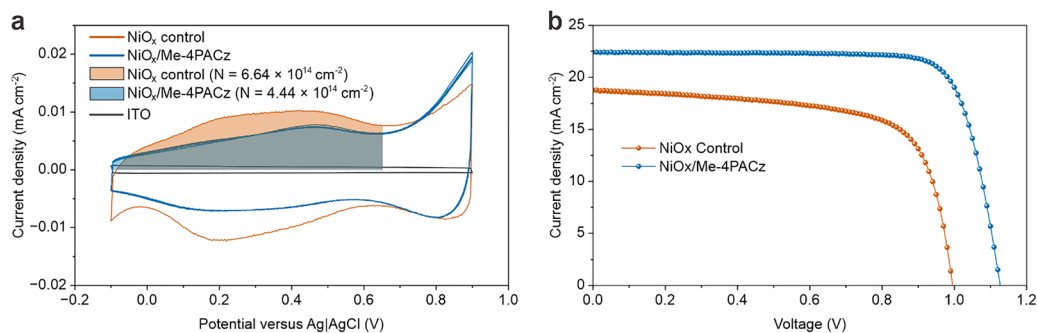 a
NiOₓ control
NiOₓ/Me-4PACz
NiOₓ control (N = 6.64 × 10¹⁴ cm⁻²)
NiOₓ/Me-4PACz (N = 4.44 × 10¹⁴ cm⁻²)
ITO
Current density (mA cm⁻²)
0.02
0.01
0.00
−0.01
−0.02
−0.2
0.0
0.2
0.4
0.6
0.8
1.0
Potential versus Ag|AgCl (V)
b
Current density (mA cm⁻²)
25
20
15
10
5
0
NiOx Control
NiOx/Me-4PACz
0.0
0.2
0.4
0.6
0.8
1.0
1.2
Voltage (V)